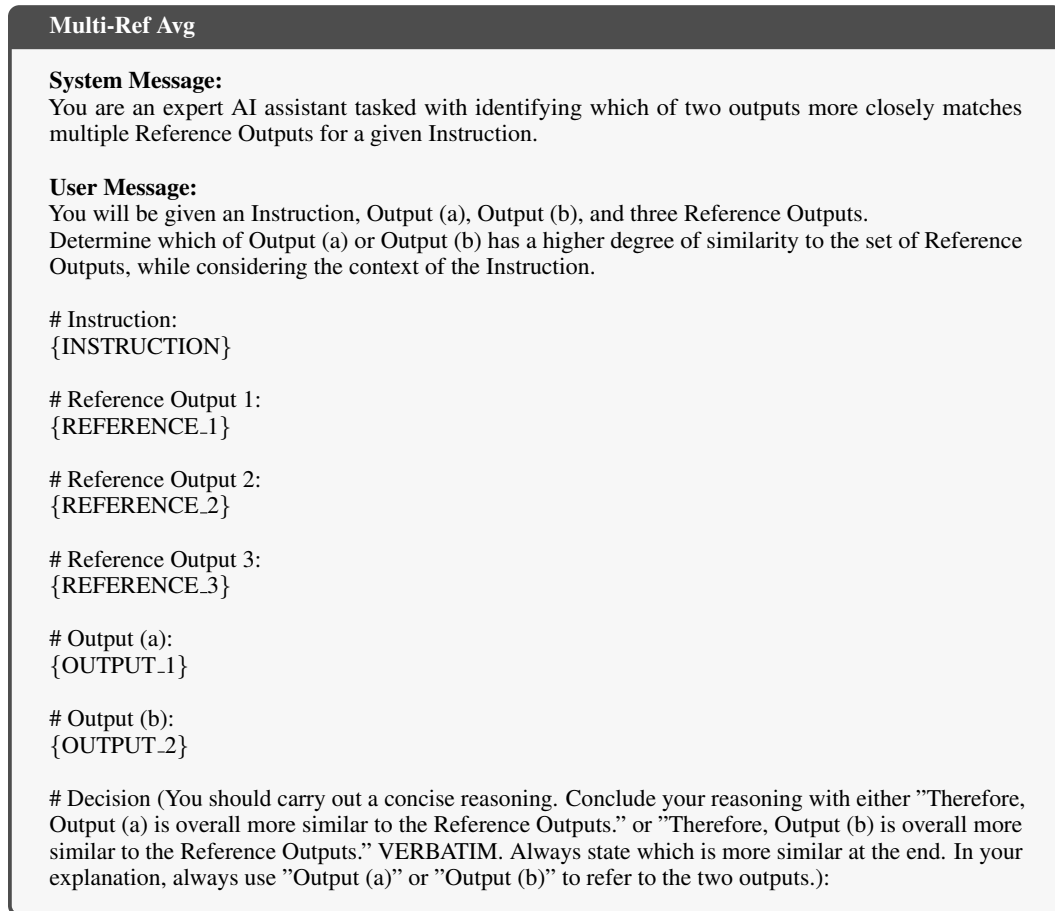 Multi-Ref Avg
System Message:
You are an expert AI assistant tasked with identifying which of two outputs more closely matches
multiple Reference Outputs for a given Instruction.
User Message:
You will be given an Instruction, Output (a), Output (b), and three Reference Outputs.
Determine which of Output (a) or Output (b) has a higher degree of similarity to the set of Reference
Outputs, while considering the context of the Instruction.
# Instruction:
{INSTRUCTION}
# Reference Output 1:
{REFERENCE_1}
# Reference Output 2:
{REFERENCE_2}
# Reference Output 3:
{REFERENCE_3}
# Output (a):
{OUTPUT_1}
# Output (b):
{OUTPUT_2}
# Decision (You should carry out a concise reasoning. Conclude your reasoning with either ”Therefore,
Output (a) is overall more similar to the Reference Outputs.” or ”Therefore, Output (b) is overall more
similar to the Reference Outputs.” VERBATIM. Always state which is more similar at the end. In your
explanation, always use ”Output (a)” or ”Output (b)” to refer to the two outputs.):